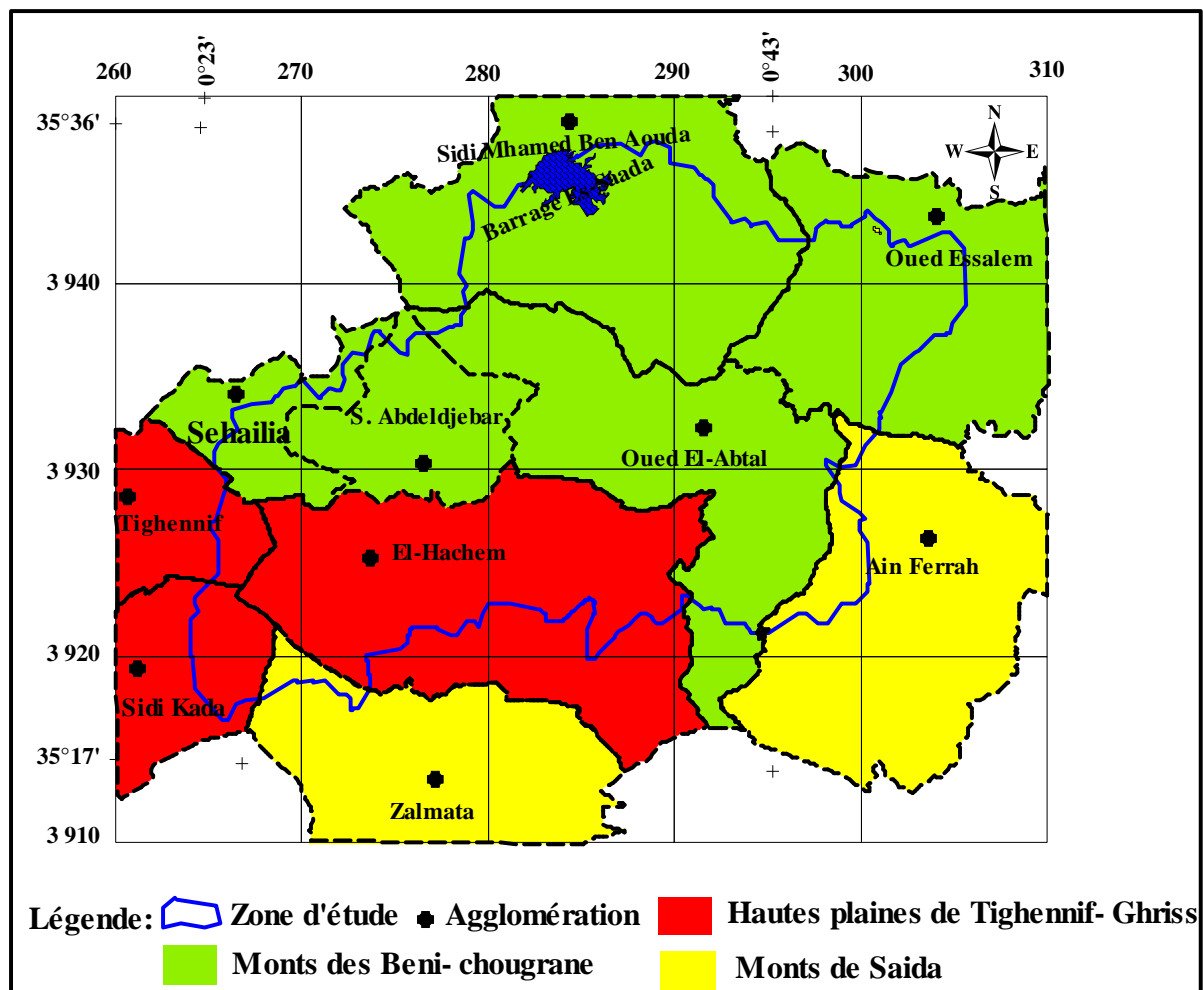 260 0°23' 270 280 290 0°43' 300 310
35°36'
N
W E
S
Sidi Mhamed Ben Aouda
Barrage Es-Saada
Oued Essalem
3 940
S. Abdeldjebar
Sehailia
Oued El-Abtal
3 930
Tighennif
El-Hachem
Ain Ferrah
3 920
Sidi Kada
35°17'
Zalmata
3 910
Légende: Zone d'étude Agglomération Hautes plaines de Tighennif- Ghriss
Monts des Beni- chougrane Monts de Saida